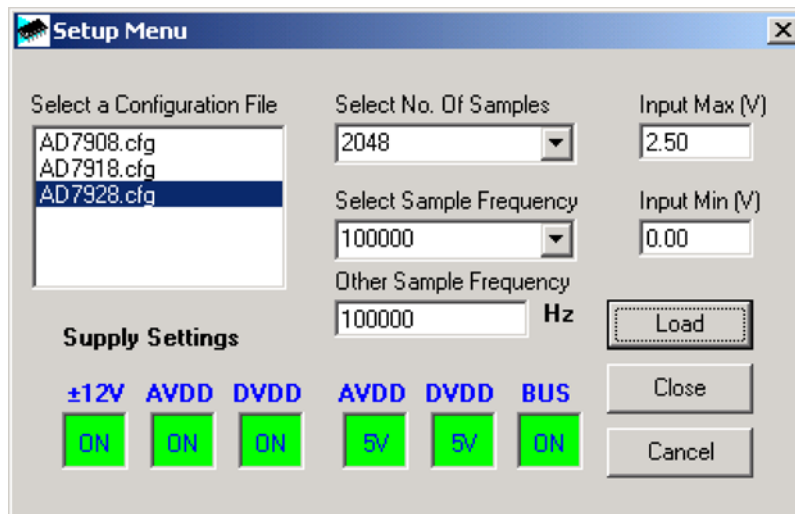 Setup Menu
Select a Configuration File
AD7908.cfg
AD7918.cfg
AD7928.cfg
Select No. Of Samples
2048
Select Sample Frequency
100000
Other Sample Frequency
100000 Hz
Input Max (V)
2.50
Input Min (V)
0.00
Load
Close
Cancel
Supply Settings
±12V AVDD DVDD AVDD DVDD BUS
ON ON ON 5V 5V ON